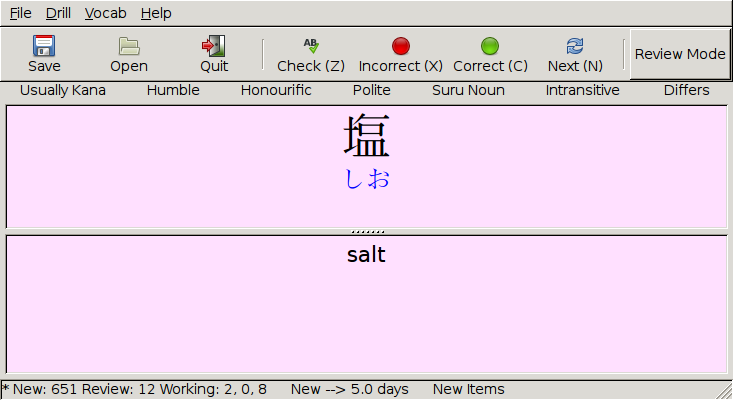 File Drill Vocab Help
Save Open Quit Check (Z) Incorrect (X) Correct (C) Next (N) Review Mode
Usually Kana Humble Honourific Polite Suru Noun Intransitive Differs
塩
しお
salt
* New: 651 Review: 12 Working: 2, 0, 8 New --> 5.0 days New Items